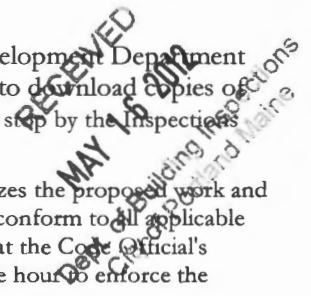 elopment Department
to download copies of
stop by the Inspections
zes the proposed work and
conform to all applicable
at the Code Official's
e hour to enforce the
RECEIVED
MAY 16 2012
Dept. of Building Inspections
City of Portland Maine